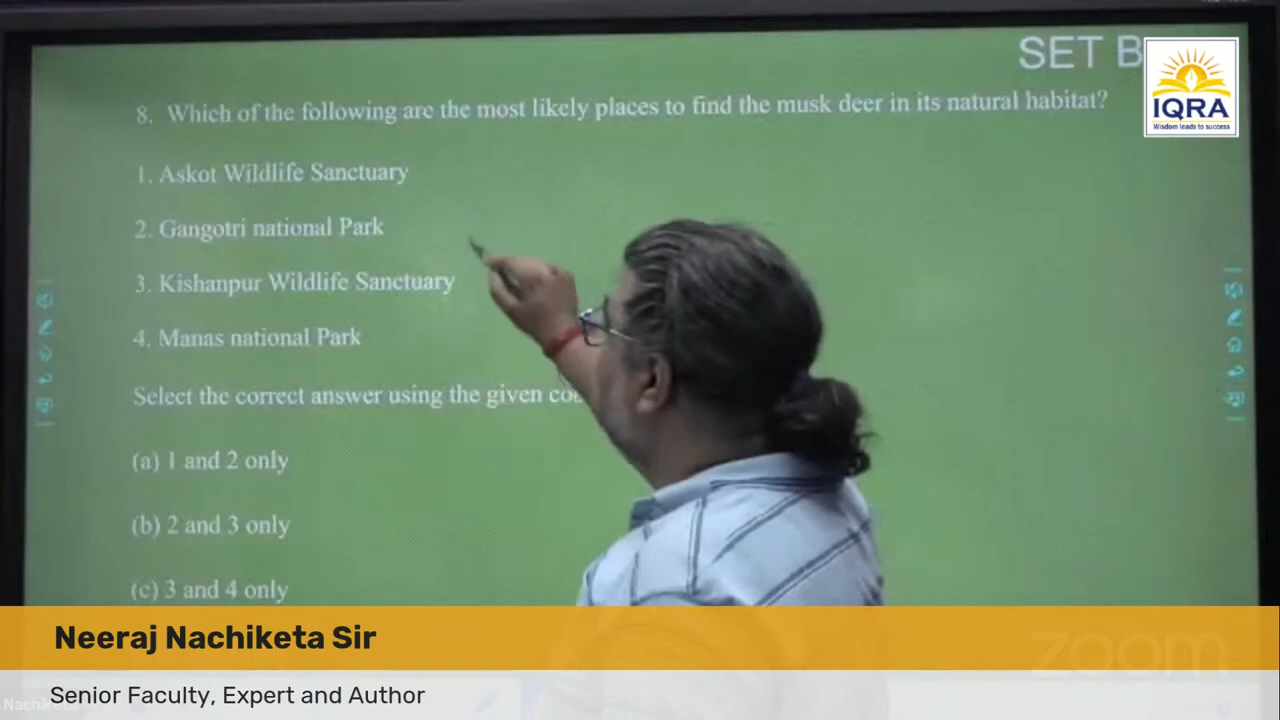 SET B
IQRA
Wisdom leads to success
8. Which of the following are the most likely places to find the musk deer in its natural habitat?
1. Askot Wildlife Sanctuary
2. Gangotri national Park
3. Kishanpur Wildlife Sanctuary
4. Manas national Park
Select the correct answer using the given
(a) 1 and 2 only
(b) 2 and 3 only
(c) 3 and 4 only
Neeraj Nachiketa Sir
zoom
Senior Faculty, Expert and Author